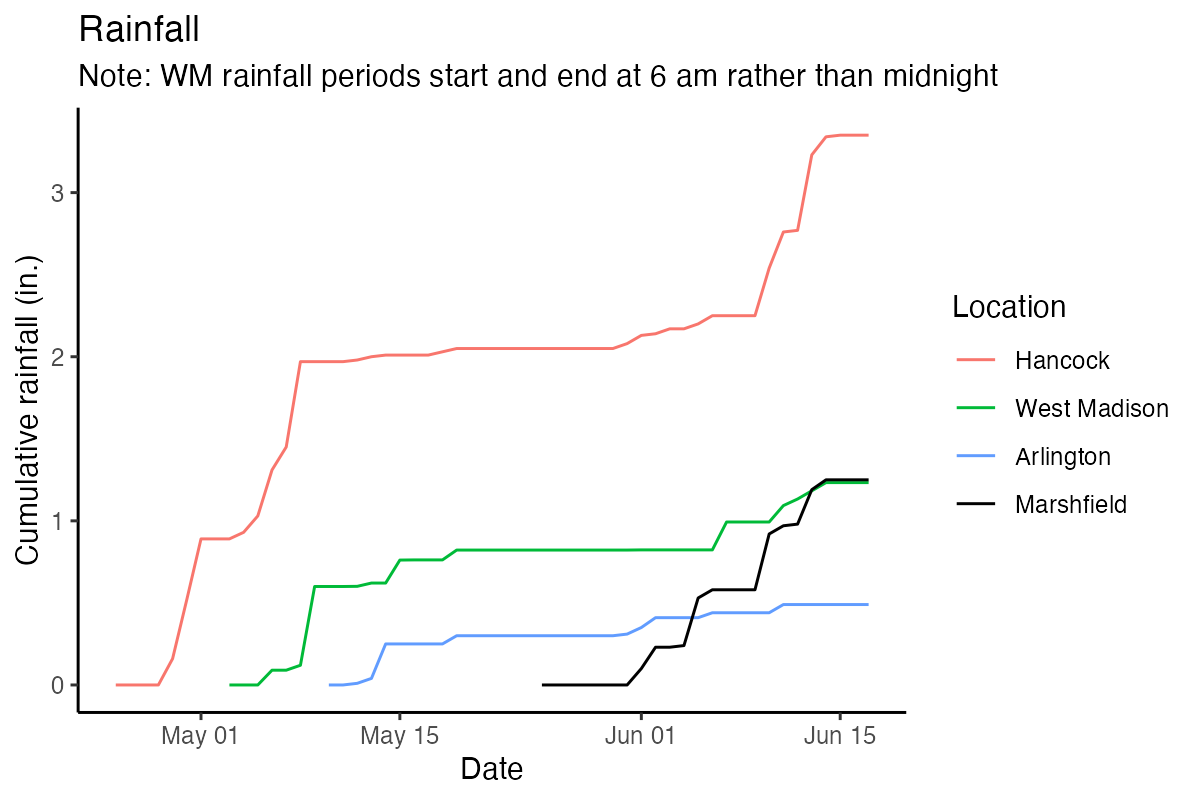 Rainfall
Note: WM rainfall periods start and end at 6 am rather than midnight
Cumulative rainfall (in.)
3
2
1
0
May 01
May 15
Jun 01
Jun 15
Date
Location
Hancock
West Madison
Arlington
Marshfield